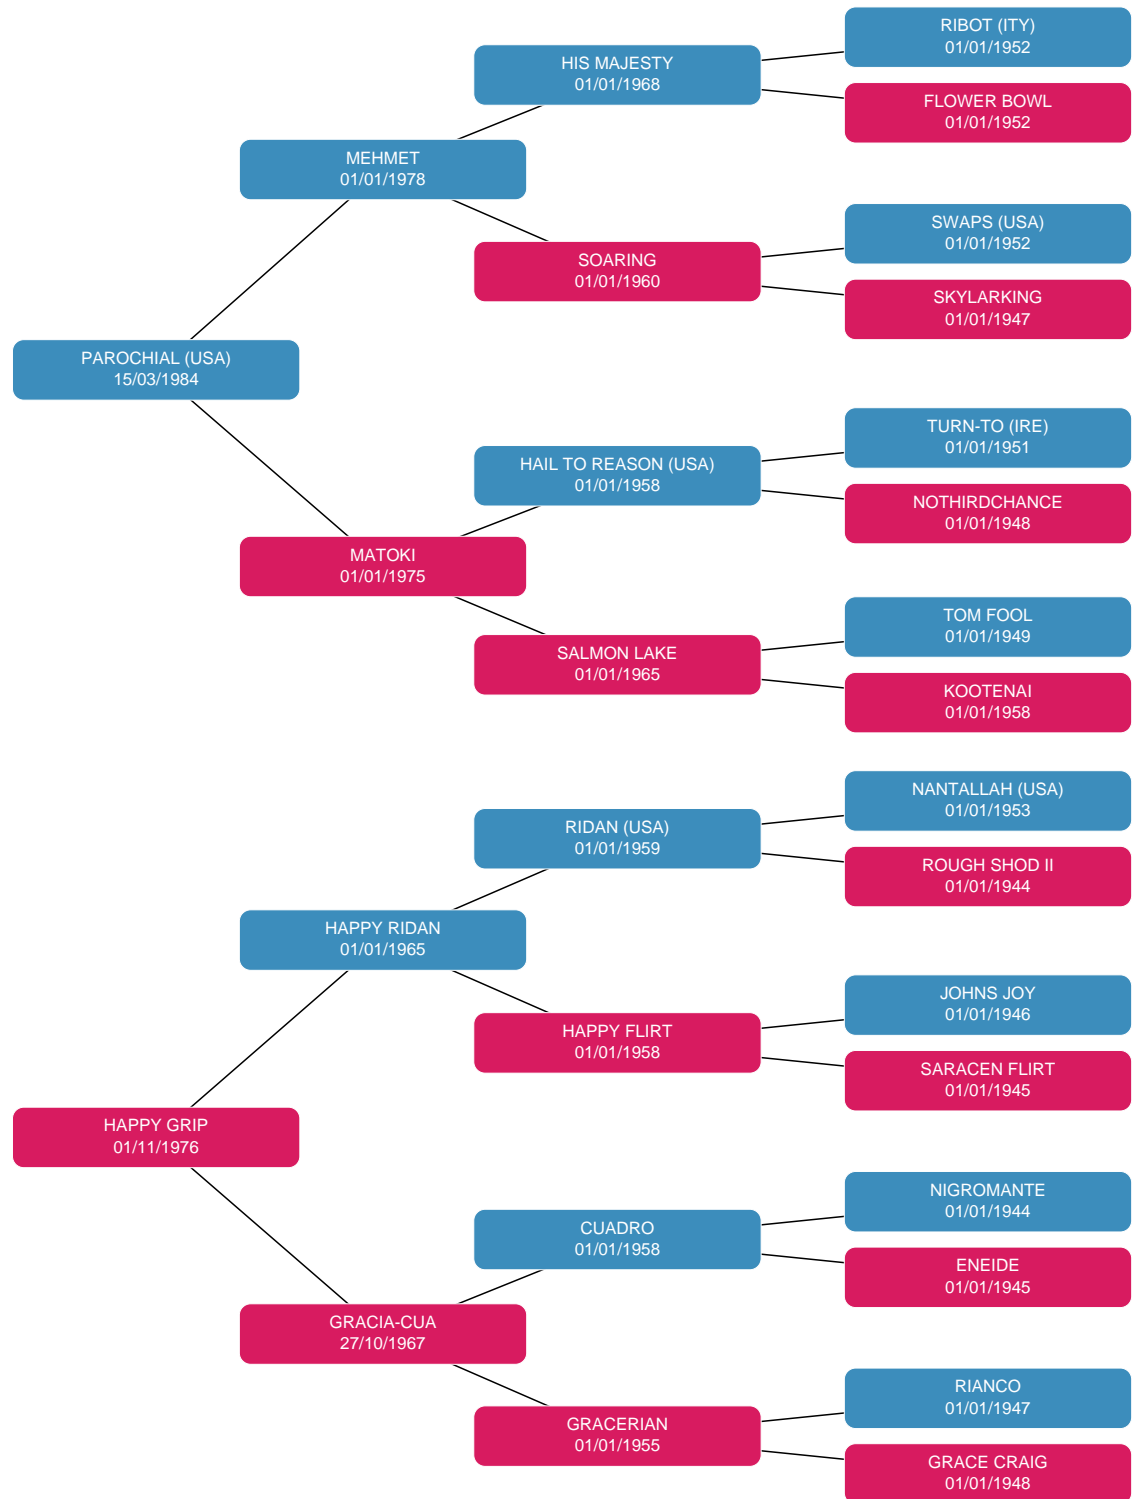 RIBOT (ITY)
01/01/1952
HIS MAJESTY
01/01/1968
FLOWER BOWL
01/01/1952
MEHMET
01/01/1978
SWAPS (USA)
01/01/1952
SOARING
01/01/1960
SKYLARKING
01/01/1947
PAROCHIAL (USA)
15/03/1984
TURN-TO (IRE)
01/01/1951
HAIL TO REASON (USA)
01/01/1958
NOTHIRDCHANCE
01/01/1948
MATOKI
01/01/1975
TOM FOOL
01/01/1949
SALMON LAKE
01/01/1965
KOOTENAI
01/01/1958
NANTALLAH (USA)
01/01/1953
RIDAN (USA)
01/01/1959
ROUGH SHOD II
01/01/1944
HAPPY RIDAN
01/01/1965
JOHNS JOY
01/01/1946
HAPPY FLIRT
01/01/1958
SARACEN FLIRT
01/01/1945
HAPPY GRIP
01/11/1976
NIGROMANTE
01/01/1944
CUADRO
01/01/1958
ENEIDE
01/01/1945
GRACIA-CUA
27/10/1967
RIANCO
01/01/1947
GRACERIAN
01/01/1955
GRACE CRAIG
01/01/1948